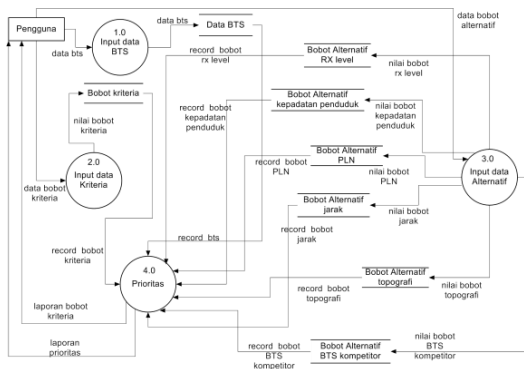 Pengguna
data bts
1.0
Input data
BTS
data bts
Data BTS
data bobot
alternatif
Bobot kriteria
nilai bobot
kriteria
2.0
Input data
Kriteria
data bobot
kriteria
record bobot
rx level
Bobot Alternatif
RX level
nilai bobot
rx level
record bobot
kepadatan
penduduk
Bobot Alternatif
kepadatan penduduk
nilai bobot
kepadatan
penduduk
record bobot
PLN
Bobot Alternatif
PLN
nilai bobot
PLN
3.0
Input data
Alternatif
Bobot Alternatif
jarak
nilai bobot
jarak
record bobot
jarak
record bts
record bobot
kriteria
4.0
Prioritas
Bobot Alternatif
topografi
record bobot
topografi
nilai bobot
topografi
laporan bobot
kriteria
laporan
prioritas
record bobot
BTS
kompetitor
Bobot Alternatif
BTS kompetitor
nilai bobot
BTS
kompetitor